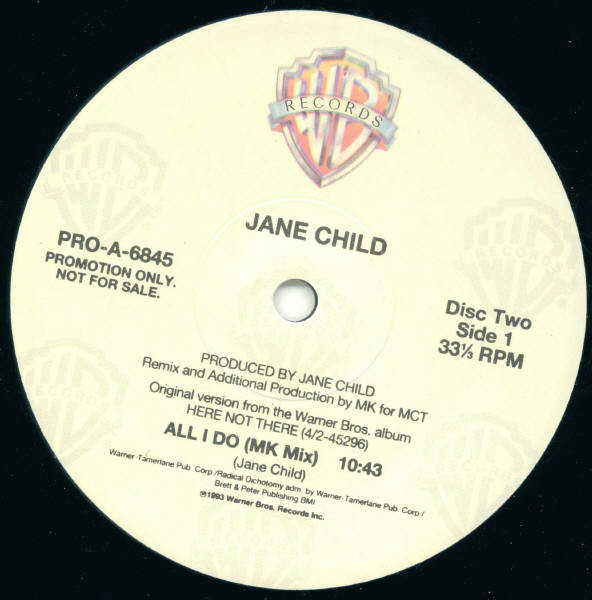 WB
RECORDS
JANE CHILD
PRO-A-6845
PROMOTION ONLY.
NOT FOR SALE.
Disc Two
Side 1
33⅓ RPM
PRODUCED BY JANE CHILD
Remix and Additional Production by MK for MCT
Original version from the Warner Bros. album
HERE NOT THERE (4/2-45296)
ALL I DO (MK Mix) 10:43
(Jane Child)
Warner-Tamerlane Pub. Corp./Radical Dichotomy adm. by Warner-Tamerlane Pub. Corp./
Brett & Peter Publishing BMI
℗1993 Warner Bros. Records Inc.